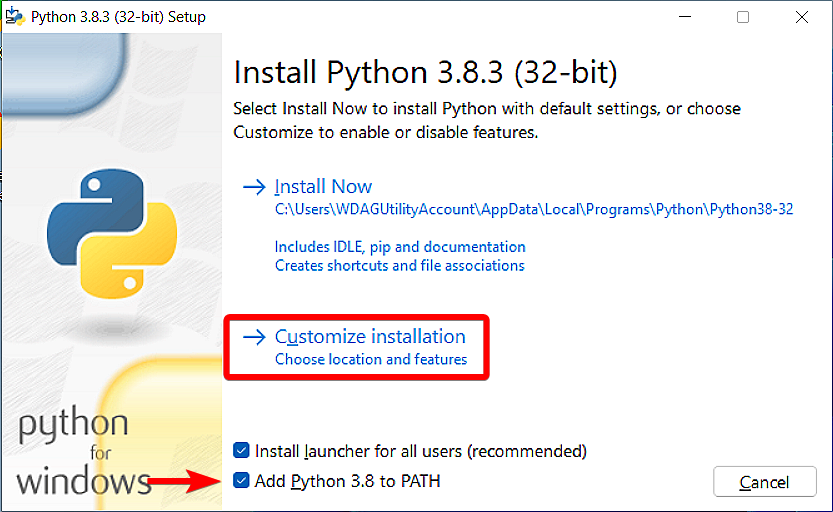 Python 3.8.3 (32-bit) Setup
Install Python 3.8.3 (32-bit)
Select Install Now to install Python with default settings, or choose
Customize to enable or disable features.
Install Now
C:\Users\WDAGUtilityAccount\AppData\Local\Programs\Python\Python38-32
Includes IDLE, pip and documentation
Creates shortcuts and file associations
Customize installation
Choose location and features
python
for
windows
Install launcher for all users (recommended)
Add Python 3.8 to PATH
Cancel